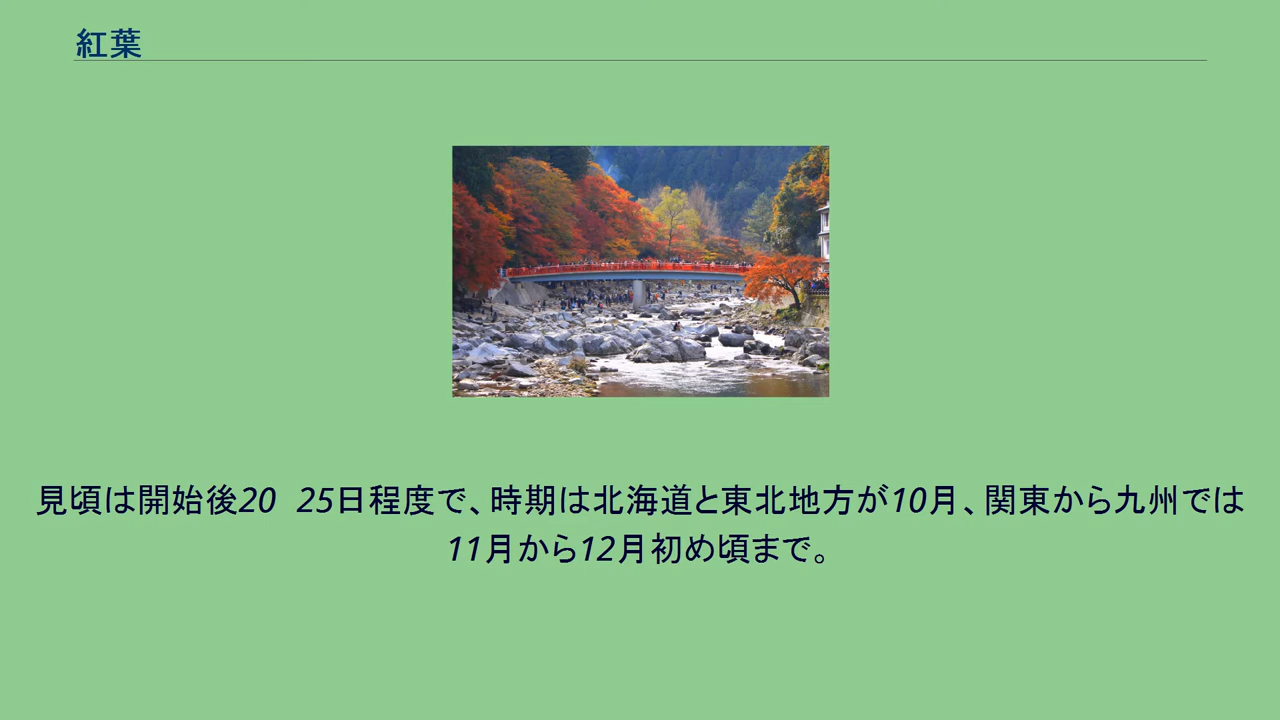 紅葉
見頃は開始後20 25日程度で、時期は北海道と東北地方が10月、関東から九州では
11月から12月初め頃まで。